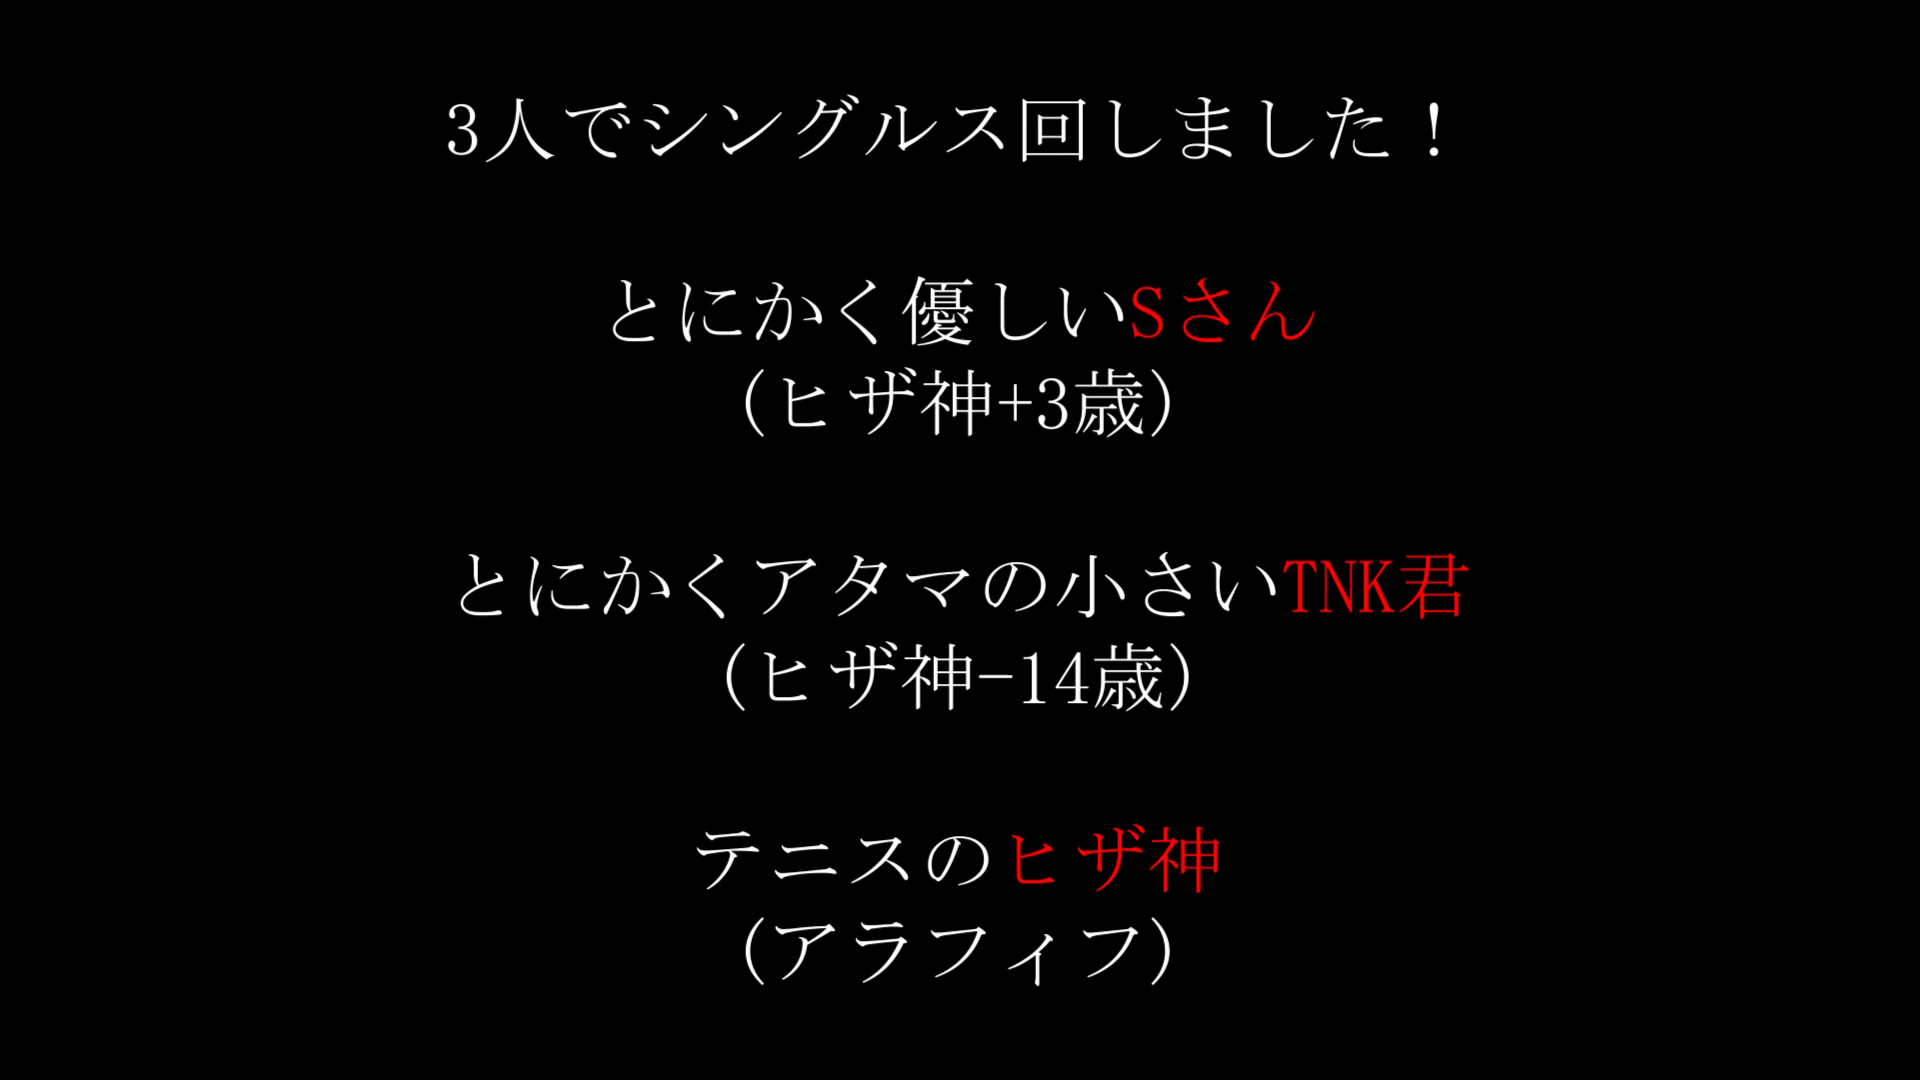 3人でシングルス回しました！
とにかく優しいSさん
(ヒザ神+3歳)
とにかくアタマの小さいTNK君
(ヒザ神-14歳)
テニスのヒザ神
(アラフィフ)